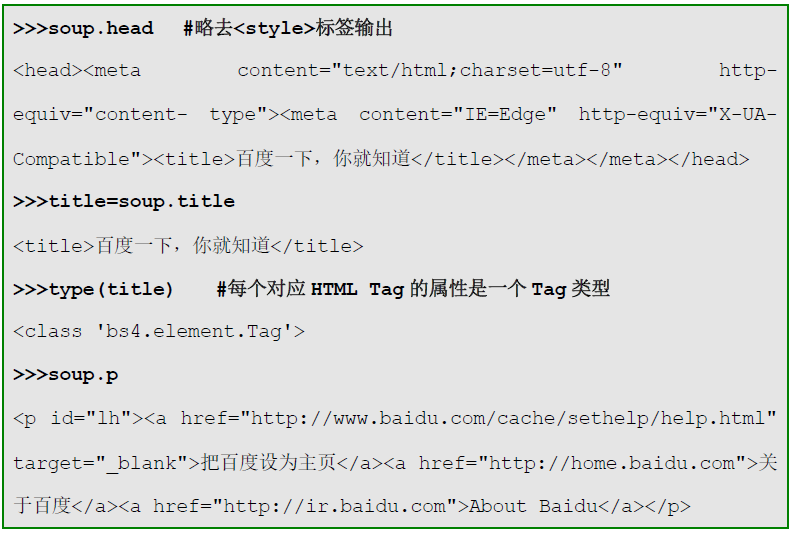 >>>soup.head #略去<style>标签输出
<head><meta content="text/html;charset=utf-8" http-
equiv="content- type"><meta content="IE=Edge" http-equiv="X-UA-
Compatible"><title>百度一下，你就知道</title></meta></meta></head>
>>>title=soup.title
<title>百度一下，你就知道</title>
>>>type(title) #每个对应 HTML Tag 的属性是一个 Tag 类型
<class 'bs4.element.Tag'>
>>>soup.p
<p id="lh"><a href="http://www.baidu.com/cache/sethelp/help.html"
target="_blank">把百度设为主页</a><a href="http://home.baidu.com">关
于百度</a><a href="http://ir.baidu.com">About Baidu</a></p>